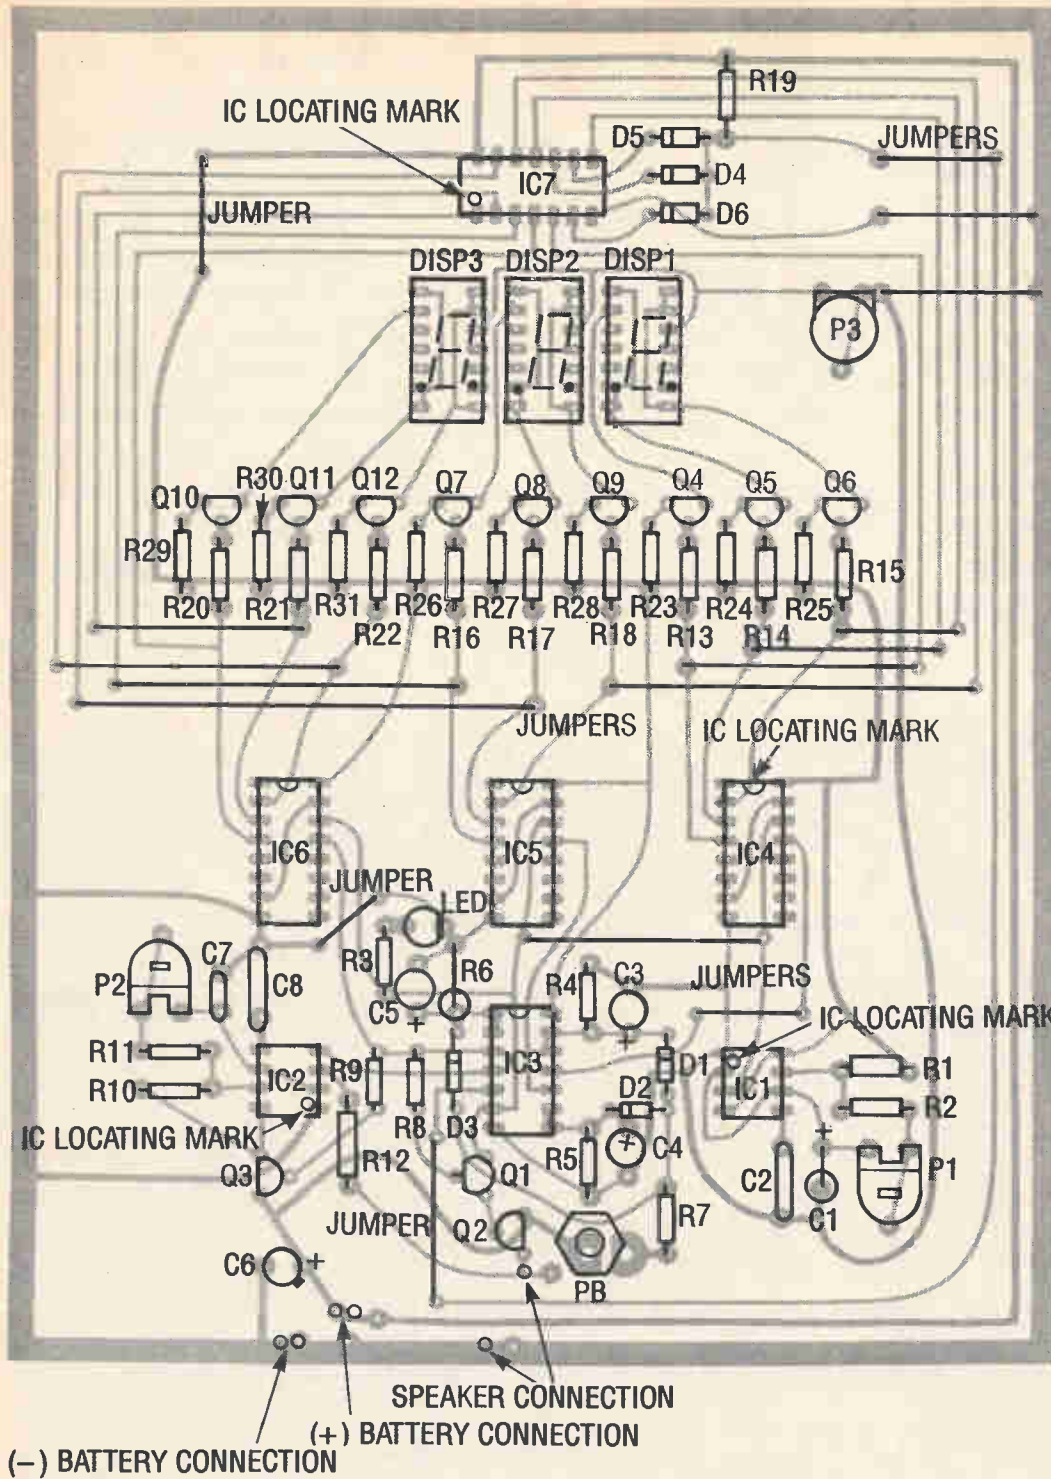 R19
IC LOCATING MARK
D5
JUMPERS
IC7
D4
JUMPER
D6
DISP3 DISP2 DISP1
P3
Q10 R30 Q11 Q12 Q7 Q8 Q9 Q4 Q5 Q6
R29
R15
R20 R21 R31 R26 R27 R28 R23 R24 R25
R22 R16 R17 R18 R13 R14
JUMPERS
IC LOCATING MARK
IC6
IC5
IC4
JUMPER
LED
P2
C7
C8
R3
C5
+
R6
R4
C3
+
JUMPERS
IC LOCATING MARK
R11
R10
IC2
R9
R8
D3
IC3
D1
D2
IC1
R1
R2
IC LOCATING MARK
Q3
R12
Q1
R5
+
C4
C2
+
C1
P1
JUMPER
Q2
R7
C6
+
PB
SPEAKER CONNECTION
(+) BATTERY CONNECTION
(−) BATTERY CONNECTION